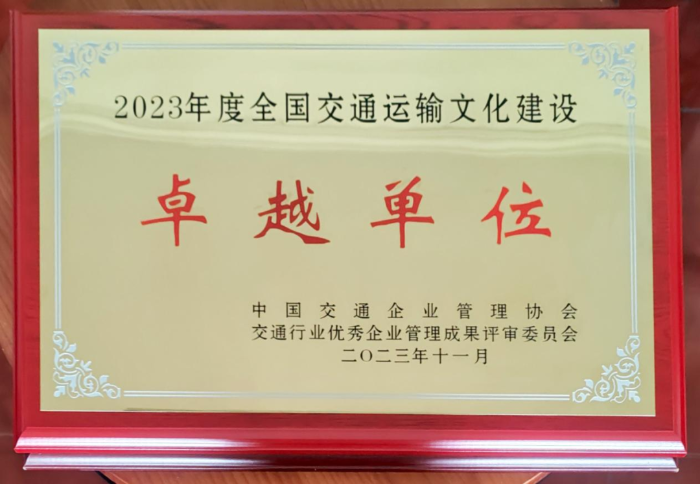 2023年度全国交通运输文化建设
卓越单位
中国交通企业管理协会
交通行业优秀企业管理成果评审委员会
二〇二三年十一月